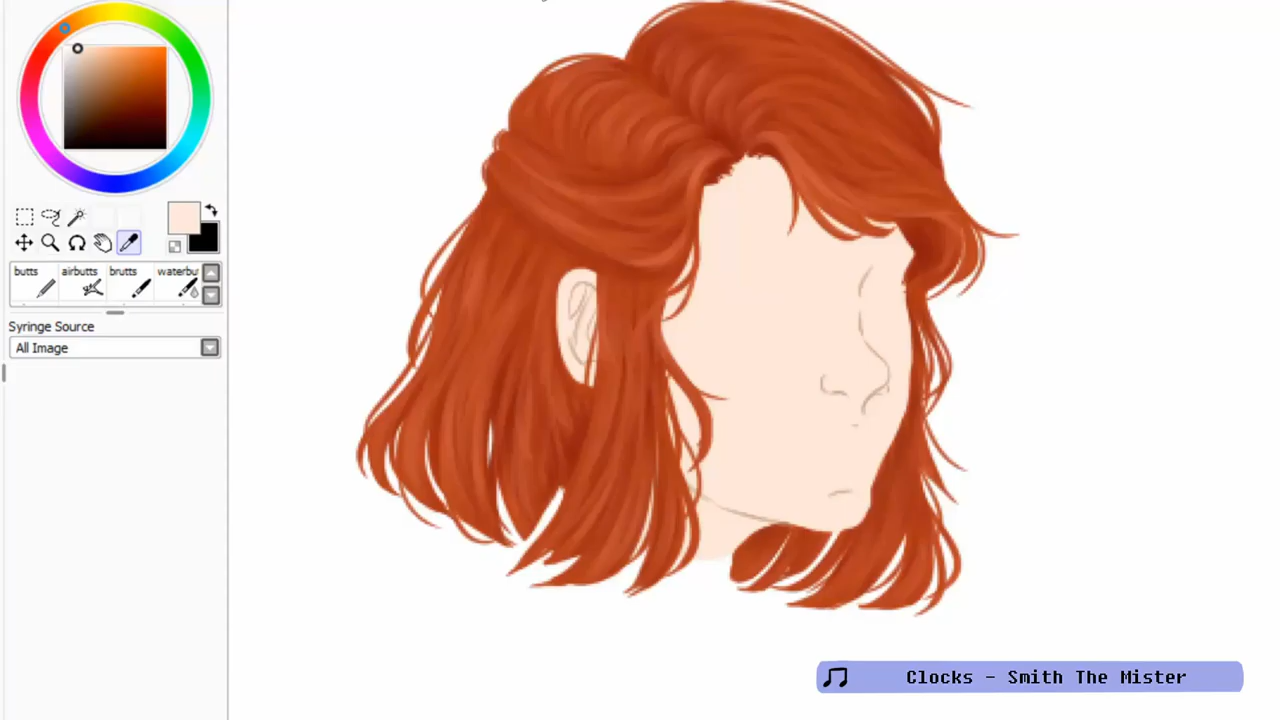 butts airbutts brutts waterbu
Syringe Source
All Image
Clocks - Smith The Mister